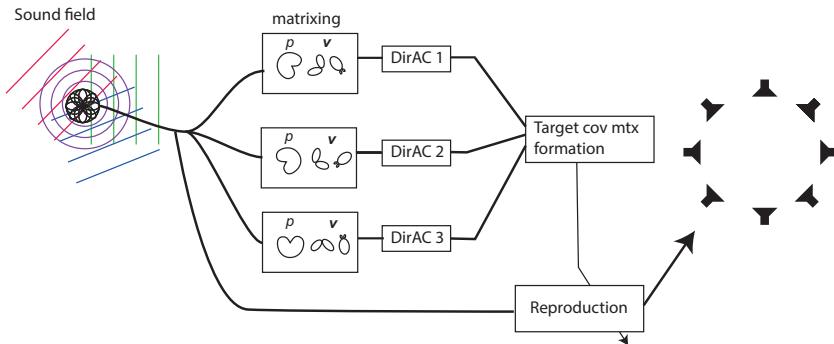 Sound field
matrixing
p v
DirAC 1
p v
DirAC 2
Target cov mtx
formation
p v
DirAC 3
Reproduction